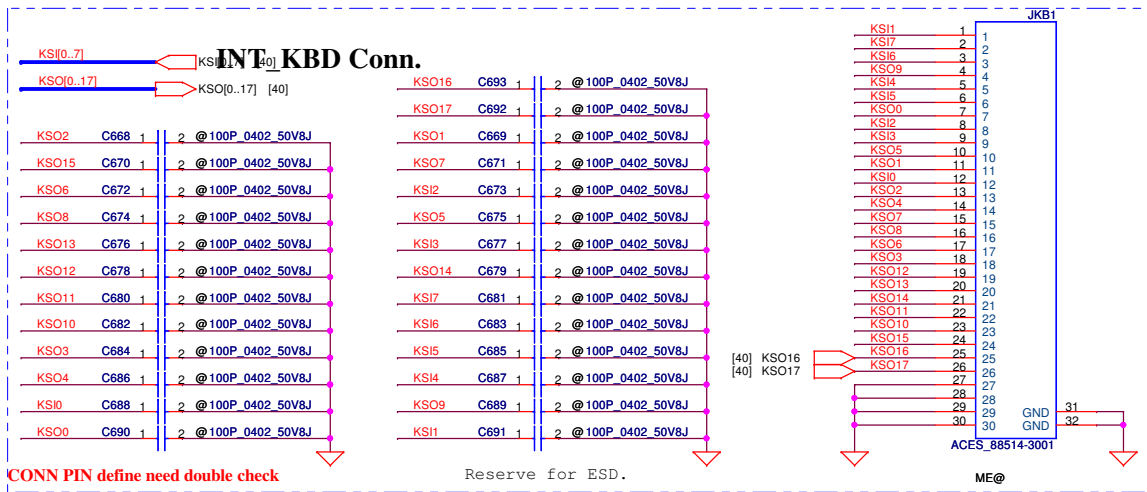 INT_KBD Conn.
KSI[0..7] KSI[0..7] [40]
KSO[0..17] KSO[0..17] [40]
KSO2 C668 1 2 @100P_0402_50V8J
KSO15 C670 1 2 @100P_0402_50V8J
KSO6 C672 1 2 @100P_0402_50V8J
KSO8 C674 1 2 @100P_0402_50V8J
KSO13 C676 1 2 @100P_0402_50V8J
KSO12 C678 1 2 @100P_0402_50V8J
KSO11 C680 1 2 @100P_0402_50V8J
KSO10 C682 1 2 @100P_0402_50V8J
KSO3 C684 1 2 @100P_0402_50V8J
KSO4 C686 1 2 @100P_0402_50V8J
KSI0 C688 1 2 @100P_0402_50V8J
KSO0 C690 1 2 @100P_0402_50V8J
CONN PIN define need double check
KSO16 C693 1 2 @100P_0402_50V8J
KSO17 C692 1 2 @100P_0402_50V8J
KSO1 C669 1 2 @100P_0402_50V8J
KSO7 C671 1 2 @100P_0402_50V8J
KSI2 C673 1 2 @100P_0402_50V8J
KSO5 C675 1 2 @100P_0402_50V8J
KSI3 C677 1 2 @100P_0402_50V8J
KSO14 C679 1 2 @100P_0402_50V8J
KSI7 C681 1 2 @100P_0402_50V8J
KSI6 C683 1 2 @100P_0402_50V8J
KSI5 C685 1 2 @100P_0402_50V8J
KSI4 C687 1 2 @100P_0402_50V8J
KSO9 C689 1 2 @100P_0402_50V8J
KSI1 C691 1 2 @100P_0402_50V8J
Reserve for ESD.
JKB1
KSI1 1 1
KSI7 2 2
KSI6 3 3
KSO9 4 4
KSI4 5 5
KSI5 6 6
KSO0 7 7
KSI2 8 8
KSI3 9 9
KSO5 10 10
KSO1 11 11
KSI0 12 12
KSO2 13 13
KSO4 14 14
KSO7 15 15
KSO8 16 16
KSO6 17 17
KSO3 18 18
KSO12 19 19
KSO13 20 20
KSO14 21 21
KSO11 22 22
KSO10 23 23
KSO15 24 24
[40] KSO16 KSO16 25 25
[40] KSO17 KSO17 26 26
27 27
28 28
29 29 GND 31
30 30 GND 32
ACES_88514-3001
ME@